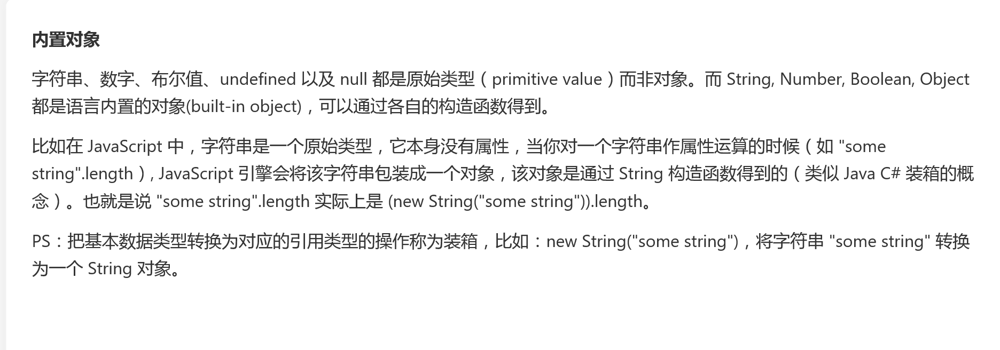 内置对象
字符串、数字、布尔值、undefined 以及 null 都是原始类型（primitive value）而非对象。而 String, Number, Boolean, Object
都是语言内置的对象(built-in object)，可以通过各自的构造函数得到。
比如在 JavaScript 中，字符串是一个原始类型，它本身没有属性，当你对一个字符串作属性运算的时候（如 "some
string".length）, JavaScript 引擎会将该字符串包装成一个对象，该对象是通过 String 构造函数得到的（类似 Java C# 装箱的概
念）。也就是说 "some string".length 实际上是 (new String("some string")).length。
PS：把基本数据类型转换为对应的引用类型的操作称为装箱，比如：new String("some string")，将字符串 "some string" 转换
为一个 String 对象。